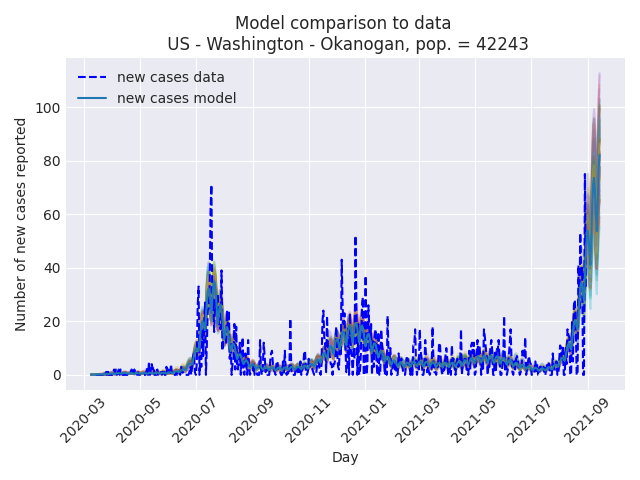 Model comparison to data
US - Washington - Okanogan, pop. = 42243
new cases data
new cases model
Number of new cases reported
100
80
60
40
20
0
2020-03
2020-05
2020-07
2020-09
2020-11
2021-01
2021-03
2021-05
2021-07
2021-09
Day